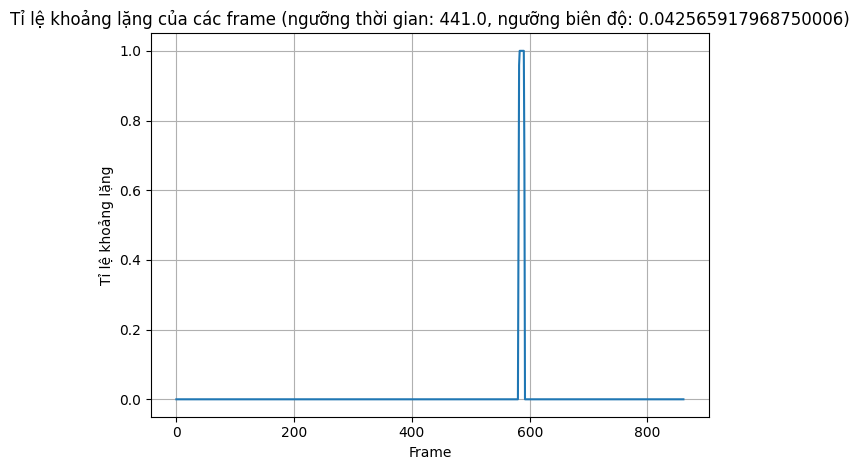 Tỉ lệ khoảng lặng của các frame (ngưỡng thời gian: 441.0, ngưỡng biên độ: 0.042565917968750006)
1.0
0.8
0.6
0.4
0.2
0.0
Tỉ lệ khoảng lặng
0 200 400 600 800
Frame